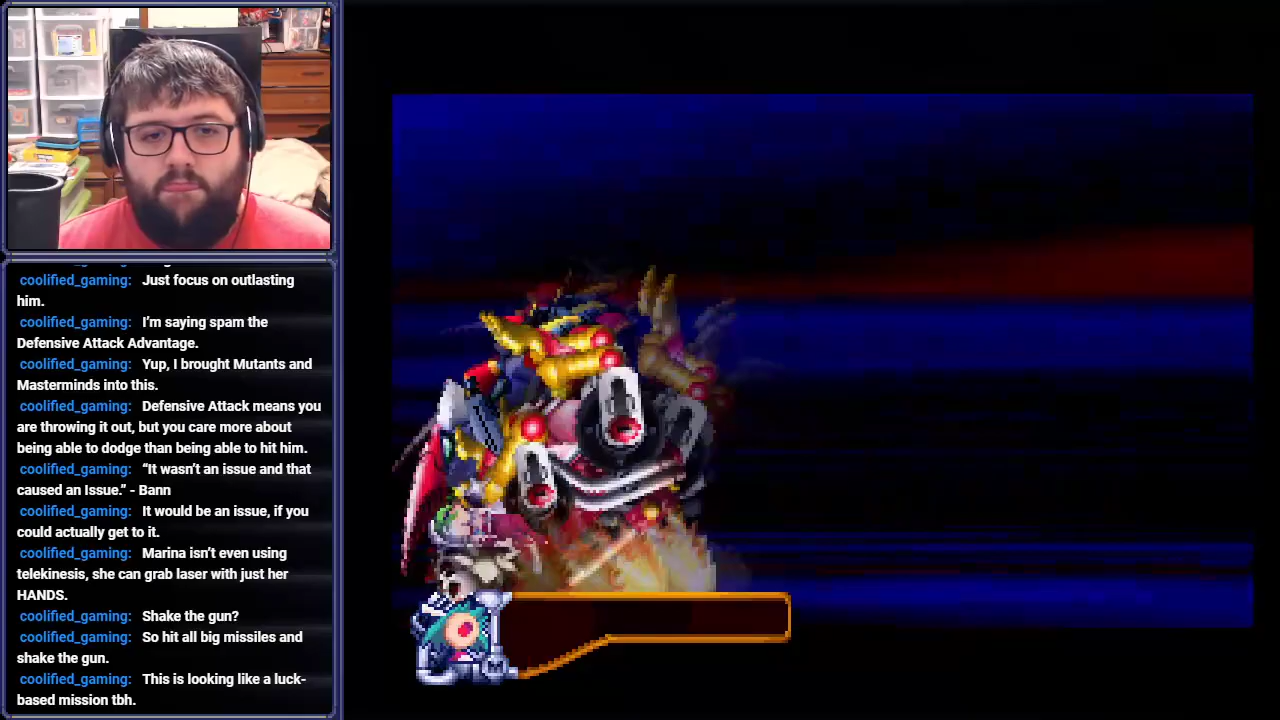 coolified_gaming: Just focus on outlasting
him.
coolified_gaming: I'm saying spam the
Defensive Attack Advantage.
coolified_gaming: Yup, I brought Mutants and
Masterminds into this.
coolified_gaming: Defensive Attack means you
are throwing it out, but you care more about
being able to dodge than being able to hit him.
coolified_gaming: “It wasn't an issue and that
caused an Issue.” - Bann
coolified_gaming: It would be an issue, if you
could actually get to it.
coolified_gaming: Marina isn't even using
telekinesis, she can grab laser with just her
HANDS.
coolified_gaming: Shake the gun?
coolified_gaming: So hit all big missiles and
shake the gun.
coolified_gaming: This is looking like a luck-
based mission tbh.